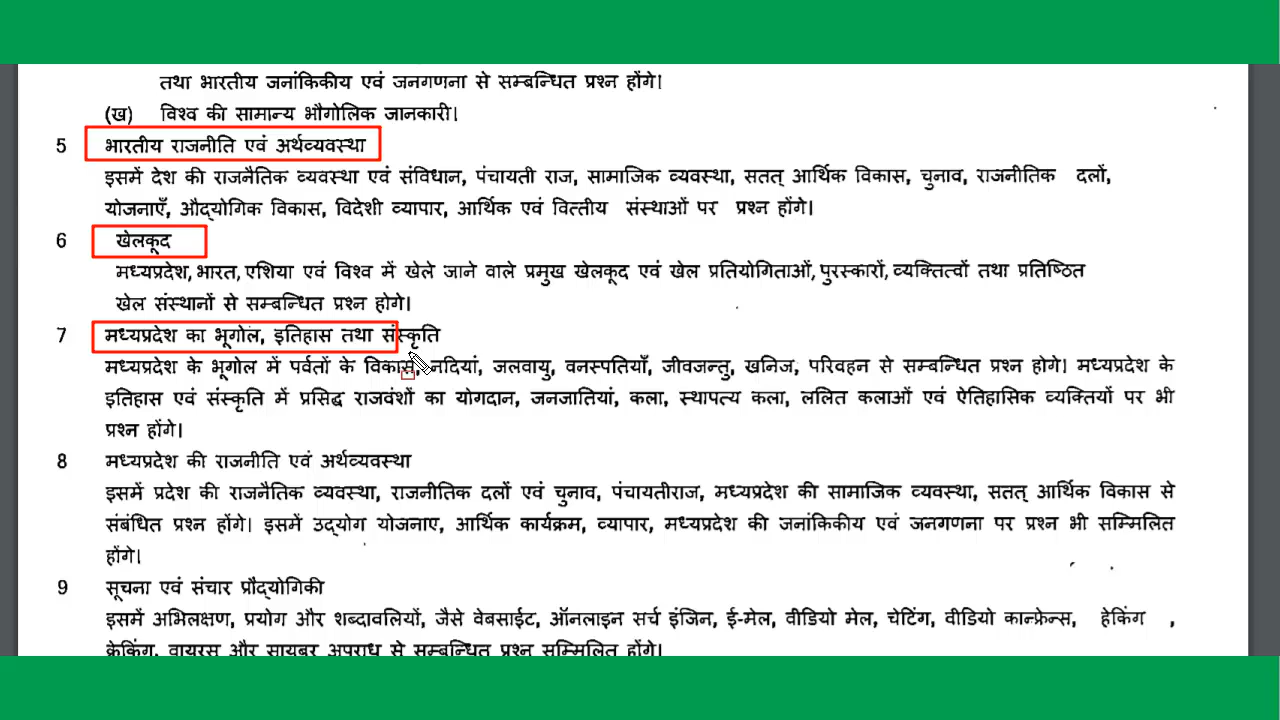 तथा भारतीय जनांकिकीय एवं जनगणना से सम्बन्धित प्रश्न होंगे।
(ख) विश्व की सामान्य भौगोलिक जानकारी।
5 भारतीय राजनीति एवं अर्थव्यवस्था
इसमें देश की राजनैतिक व्यवस्था एवं संविधान, पंचायती राज, सामाजिक व्यवस्था, सतत् आर्थिक विकास, चुनाव, राजनीतिक दलों,
योजनाएँ, औद्योगिक विकास, विदेशी व्यापार, आर्थिक एवं वित्तीय संस्थाओं पर प्रश्न होंगे।
6 खेलकूद
मध्यप्रदेश, भारत, एशिया एवं विश्व में खेले जाने वाले प्रमुख खेलकूद एवं खेल प्रतियोगिताओं, पुरस्कारों, व्यक्तित्वों तथा प्रतिष्ठित
खेल संस्थानों से सम्बन्धित प्रश्न होगे।
7 मध्यप्रदेश का भूगोल, इतिहास तथा संस्कृति
मध्यप्रदेश के भूगोल में पर्वतों के विकास, नदियां, जलवायु, वनस्पतियाँ, जीवजन्तु, खनिज, परिवहन से सम्बन्धित प्रश्न होगे। मध्यप्रदेश के
इतिहास एवं संस्कृति में प्रसिद्ध राजवंशों का योगदान, जनजातियां, कला, स्थापत्य कला, ललित कलाओं एवं ऐतिहासिक व्यक्तियों पर भी
प्रश्न होंगे।
8 मध्यप्रदेश की राजनीति एवं अर्थव्यवस्था
इसमें प्रदेश की राजनैतिक व्यवस्था, राजनीतिक दलों एवं चुनाव, पंचायतीराज, मध्यप्रदेश की सामाजिक व्यवस्था, सतत् आर्थिक विकास से
संबंधित प्रश्न होंगे। इसमें उद्योग योजनाए, आर्थिक कार्यक्रम, व्यापार, मध्यप्रदेश की जनांकिकीय एवं जनगणना पर प्रश्न भी सम्मिलित
होंगे।
9 सूचना एवं संचार प्रौद्योगिकी
इसमें अभिलक्षण, प्रयोग और शब्दावलियों, जैसे वेबसाईट, ऑनलाइन सर्च इंजिन, ई-मेल, वीडियो मेल, चेटिंग, वीडियो कान्फ्रेन्स, हेकिंग ,
क्रेकिंग, वायरस और सायबर अपराध से सम्बन्धित प्रश्न सम्मिलित होंगे।